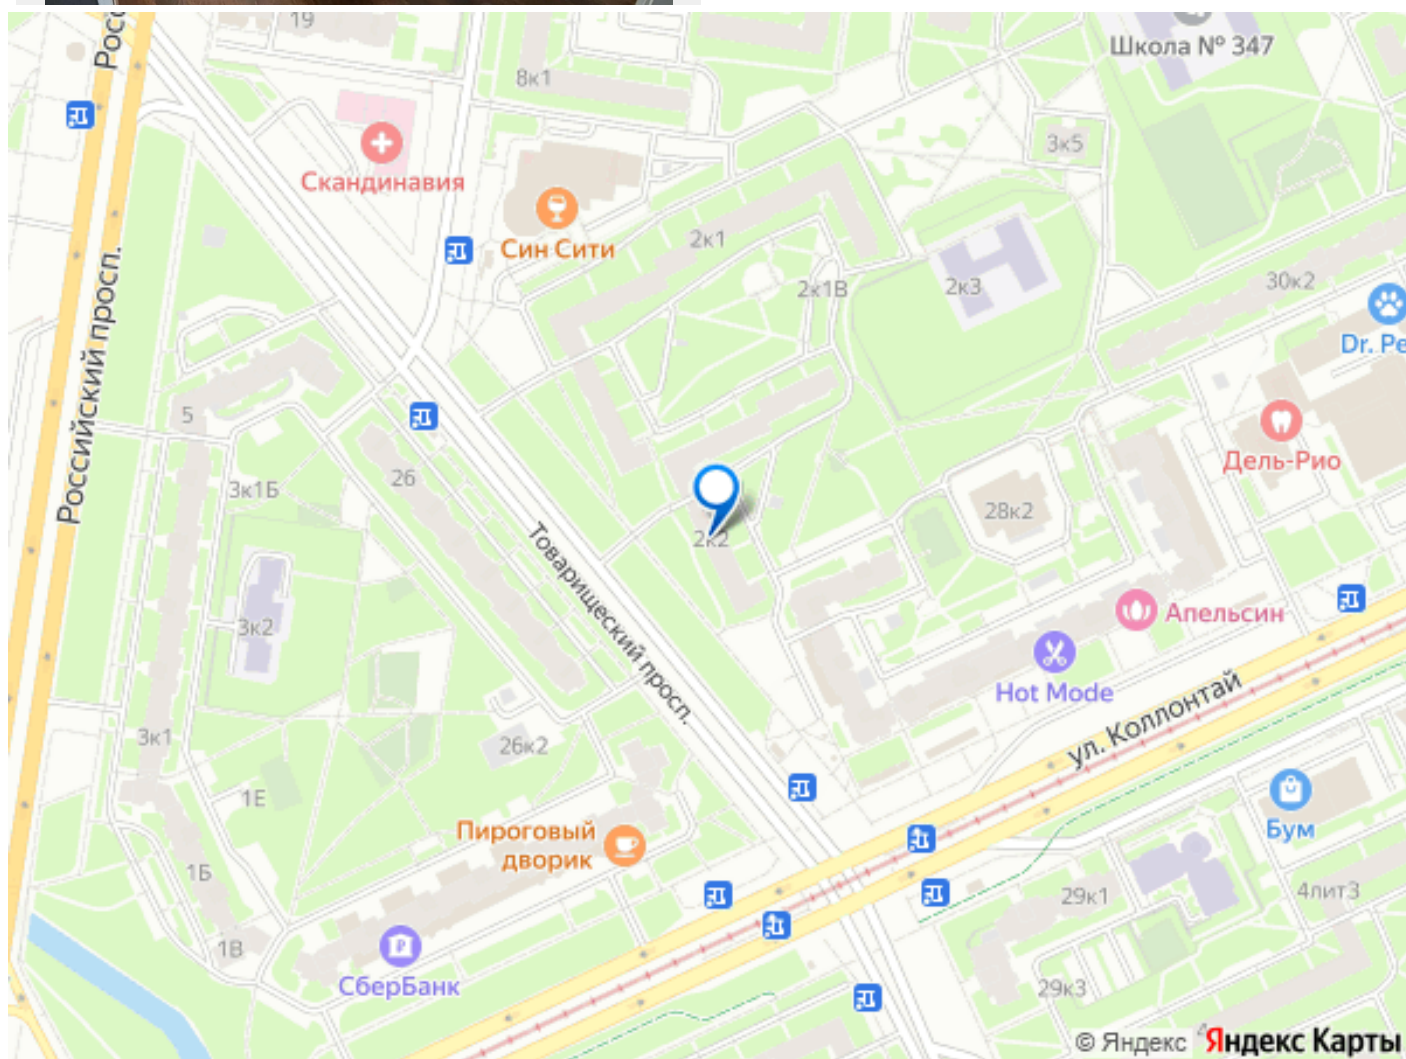 19
Росс
Школа № 347
8к1
3к5
Скандинавия
Син Сити
2к1
2к1В
2к3
30к2
Dr. Pe
Российский просп.
5
26
3к1Б
Дель-Рио
28к2
2к2
Товарищеский просп.
3к2
Апельсин
Hot Mode
ул. Коллонтай
3к1
26к2
1Е
Пироговый
дворик
Бум
1Б
29к1
4лит3
1В
СберБанк
29к3
4
© Яндекс Яндекс Карты